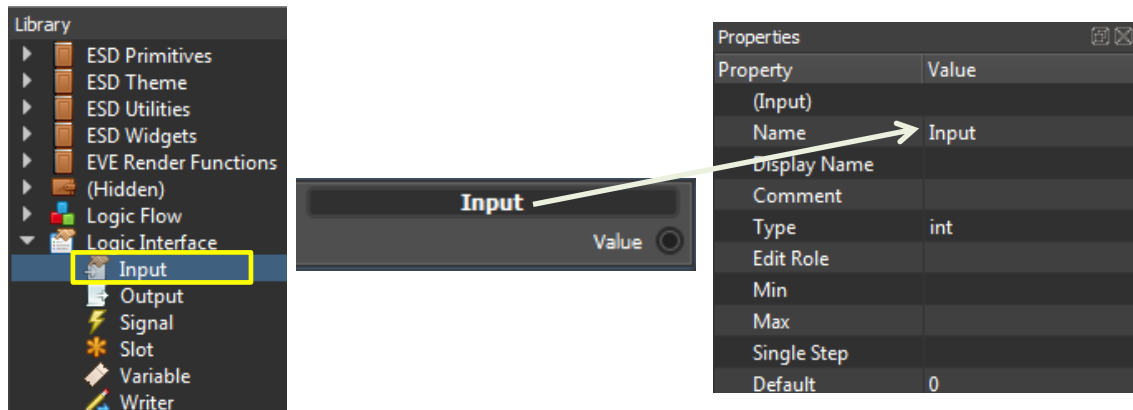 Library
ESD Primitives
ESD Theme
ESD Utilities
ESD Widgets
EVE Render Functions
(Hidden)
Logic Flow
Logic Interface
Input
Output
Signal
Slot
Variable
Writer
Input
Value
Properties
Property Value
(Input)
Name Input
Display Name
Comment
Type int
Edit Role
Min
Max
Single Step
Default 0